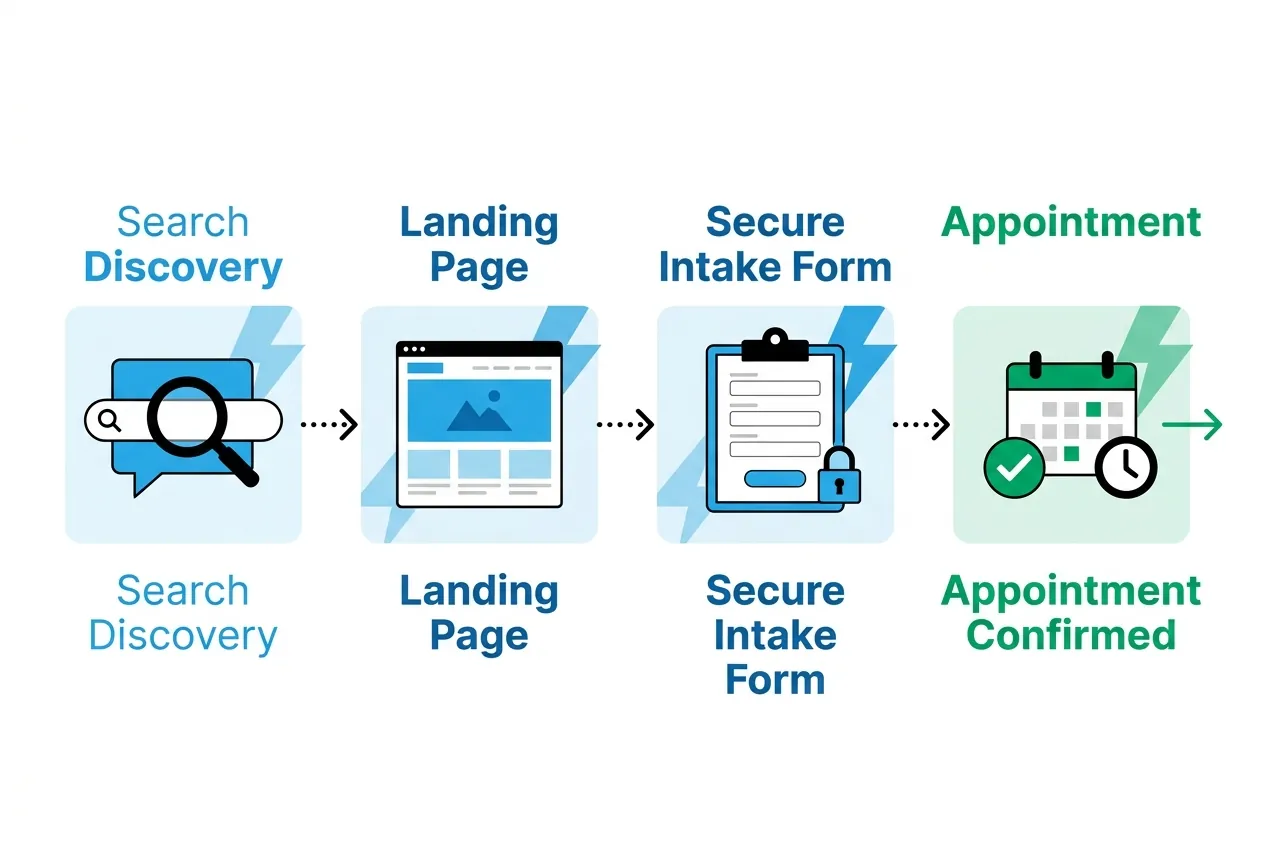 Search
Discovery
Landing
Page
Secure
Intake Form
Appointment
Search
Discovery
Landing
Page
Secure
Intake
Form
Appointment
Confirmed